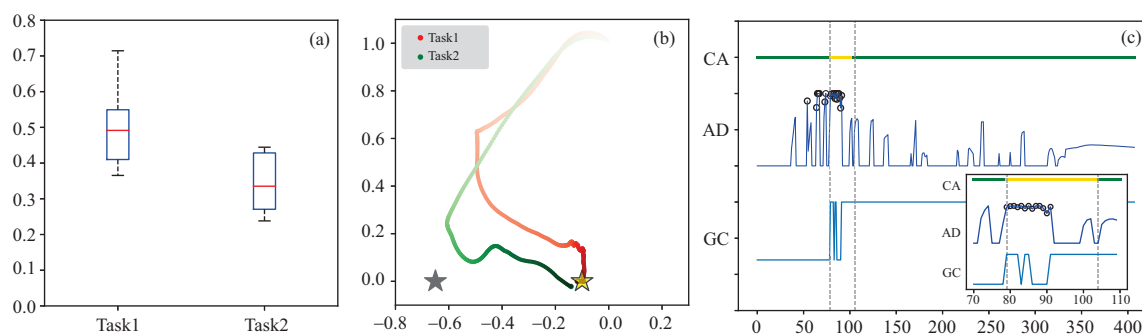 0.8
0.7
0.6
0.5
0.4
0.3
0.2
0.1
0.0
(a)
Task1 Task2
1.0
0.8
0.6
0.4
0.2
0.0
Task1
Task2
(b)
−0.8 −0.6 −0.4 −0.2 0.0 0.2
(c)
CA
AD
GC
0 50 100 150 200 250 300 350 400
CA
AD
GC
70 80 90 100 110